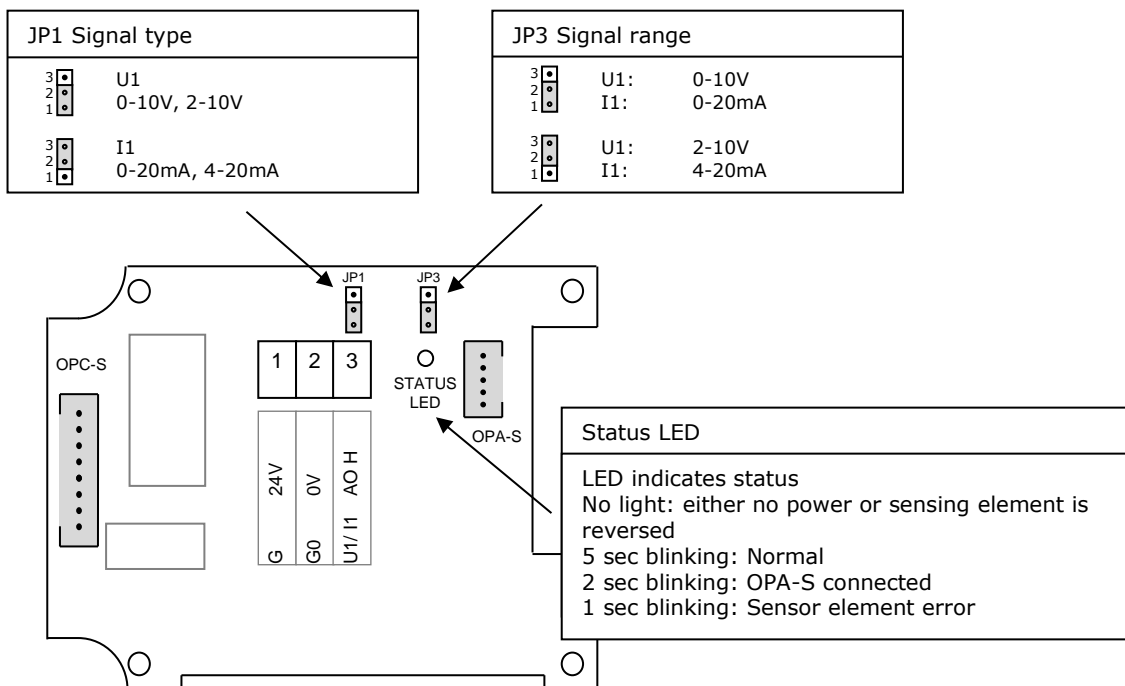 JP1 Signal type
3
2
1
U1
0-10V, 2-10V
3
2
1
I1
0-20mA, 4-20mA
JP3 Signal range
3
2
1
U1: 0-10V
I1: 0-20mA
3
2
1
U1: 2-10V
I1: 4-20mA
JP1
JP3
OPC-S
1 2 3
STATUS
LED
OPA-S
G 24V
G0 0V
U1/ I1 AO H
Status LED
LED indicates status
No light: either no power or sensing element is
reversed
5 sec blinking: Normal
2 sec blinking: OPA-S connected
1 sec blinking: Sensor element error